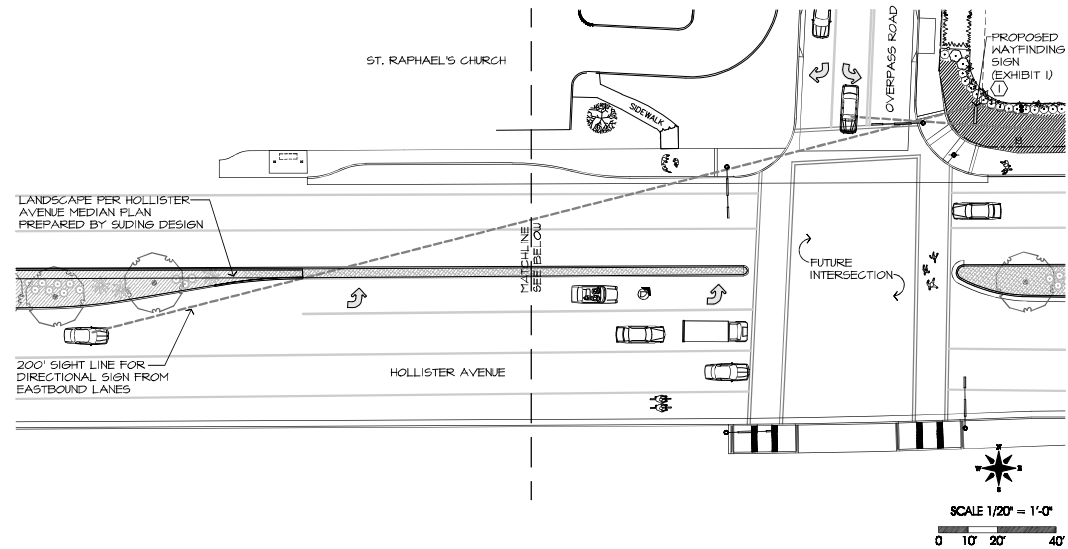 ST. RAPHAEL'S CHURCH
OVERPASS ROAD
PROPOSED
WAYFINDING
SIGN
(EXHIBIT 1)
1
SIDEWALK
LANDSCAPE PER HOLLISTER
AVENUE MEDIAN PLAN
PREPARED BY SUDING DESIGN
MATCHLINE
SEE BELOW
FUTURE
INTERSECTION
200' SIGHT LINE FOR
DIRECTIONAL SIGN FROM
EASTBOUND LANES
HOLLISTER AVENUE
W
E
S
SCALE 1/20" = 1'-0"
0 10' 20' 40'